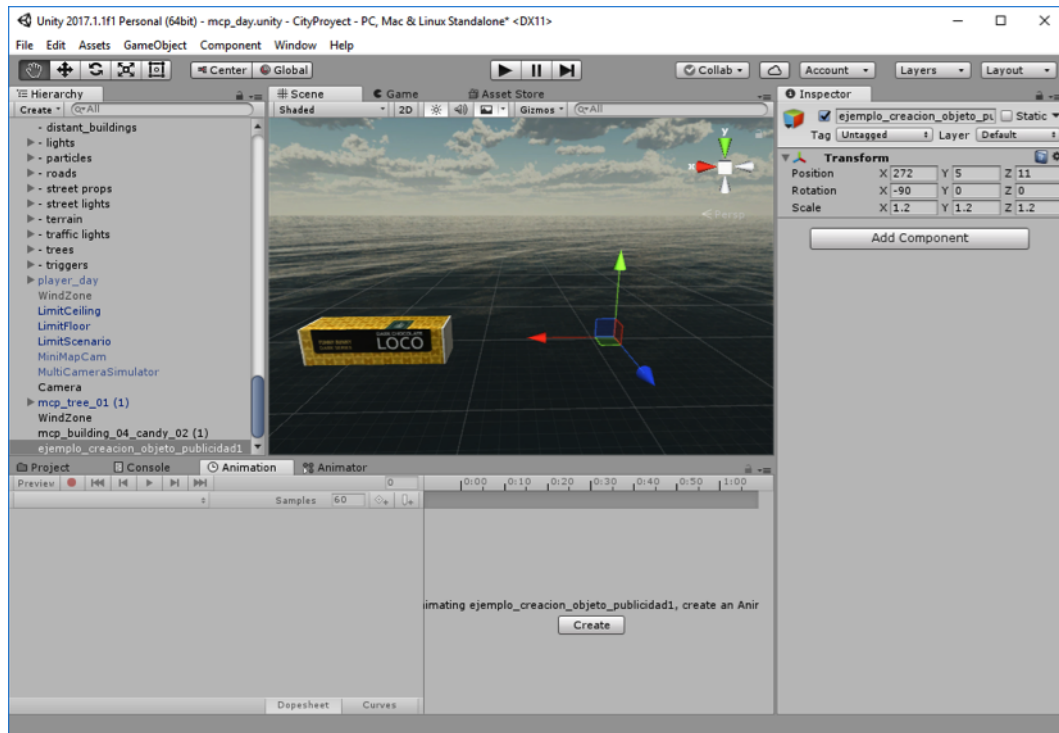 Unity 2017.1.1f1 Personal (64bit) - mcp_day.unity - CityProyect - PC, Mac & Linux Standalone* <DX11>
File Edit Assets GameObject Component Window Help
Center Global Collab Account Layers Layout
Hierarchy
Create All
- distant_buildings
- lights
- particles
- roads
- street props
- street lights
- terrain
- traffic lights
- trees
- triggers
player_day
WindZone
LimitCeiling
LimitFloor
LimitScenario
MiniMapCam
MultiCameraSimulator
Camera
mcp_tree_01 (1)
WindZone
mcp_building_04_candy_02 (1)
ejemplo_creacion_objeto_publicidad1
Scene Game Asset Store
Shaded 2D Gizmos All
y
x
Persp
DARK CHOCOLATE
LOCO
Inspector
ejemplo_creacion_objeto_pu Static
Tag Untagged Layer Default
Transform
Position X 272 Y 5 Z 11
Rotation X -90 Y 0 Z 0
Scale X 1.2 Y 1.2 Z 1.2
Add Component
Project Console Animation Animator
Preview 0 0:00 0:10 0:20 0:30 0:40 0:50 1:00
Samples 60
imating ejemplo_creacion_objeto_publicidad1, create an Anir
Create
Dopesheet Curves